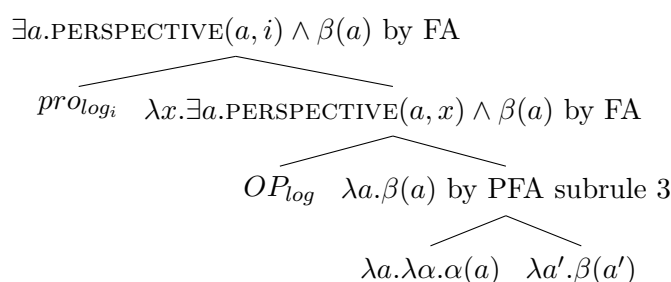 ∃a.PERSPECTIVE(a, i) ∧ β(a) by FA
pro_{log_i} λx.∃a.PERSPECTIVE(a, x) ∧ β(a) by FA
OP_{log} λa.β(a) by PFA subrule 3
λa.λα.α(a) λa′.β(a′)